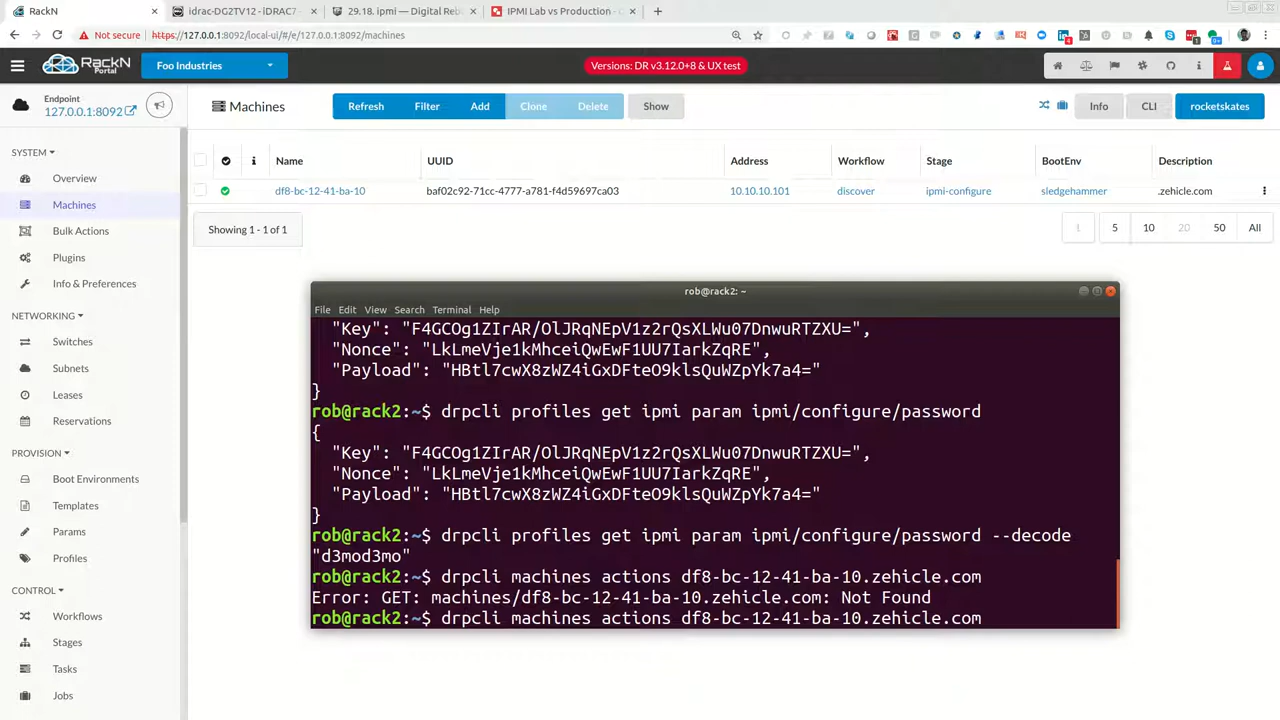 RackN
idrac-DG2TV12 - iDRAC7 -
29.18. ipmi — Digital Reb
IPMI Lab vs Production -
Not secure
https://127.0.0.1:8092/local-ui/#/e/127.0.0.1:8092/machines
RackN Portal
Foo Industries
Versions: DR v3.12.0+8 & UX test
Endpoint
127.0.0.1:8092
Machines
Refresh
Filter
Add
Clone
Delete
Show
Info
CLI
rocketskates
SYSTEM
Overview
Machines
Bulk Actions
Plugins
Info & Preferences
NETWORKING
Switches
Subnets
Leases
Reservations
PROVISION
Boot Environments
Templates
Params
Profiles
CONTROL
Workflows
Stages
Tasks
Jobs
Name UUID Address Workflow Stage BootEnv Description
df8-bc-12-41-ba-10 baf02c92-71cc-4777-a781-f4d59697ca03 10.10.10.101 discover ipmi-configure sledgehammer .zehicle.com
Showing 1 - 1 of 1
5 10 20 50 All
rob@rack2: ~
File Edit View Search Terminal Help
"Key": "F4GCOg1ZIrAR/OlJRqNEpV1z2rQsXLWu07DnwuRTZXU=",
"Nonce": "LkLmeVje1kMhceiQwEwF1UU7IarkZqRE",
"Payload": "HBtl7cwX8zWZ4iGxDFteO9klsQuWZpYk7a4="
}
rob@rack2:~$ drpcli profiles get ipmi param ipmi/configure/password
{
"Key": "F4GCOg1ZIrAR/OlJRqNEpV1z2rQsXLWu07DnwuRTZXU=",
"Nonce": "LkLmeVje1kMhceiQwEwF1UU7IarkZqRE",
"Payload": "HBtl7cwX8zWZ4iGxDFteO9klsQuWZpYk7a4="
}
rob@rack2:~$ drpcli profiles get ipmi param ipmi/configure/password --decode
"d3mod3mo"
rob@rack2:~$ drpcli machines actions df8-bc-12-41-ba-10.zehicle.com
Error: GET: machines/df8-bc-12-41-ba-10.zehicle.com: Not Found
rob@rack2:~$ drpcli machines actions df8-bc-12-41-ba-10.zehicle.com